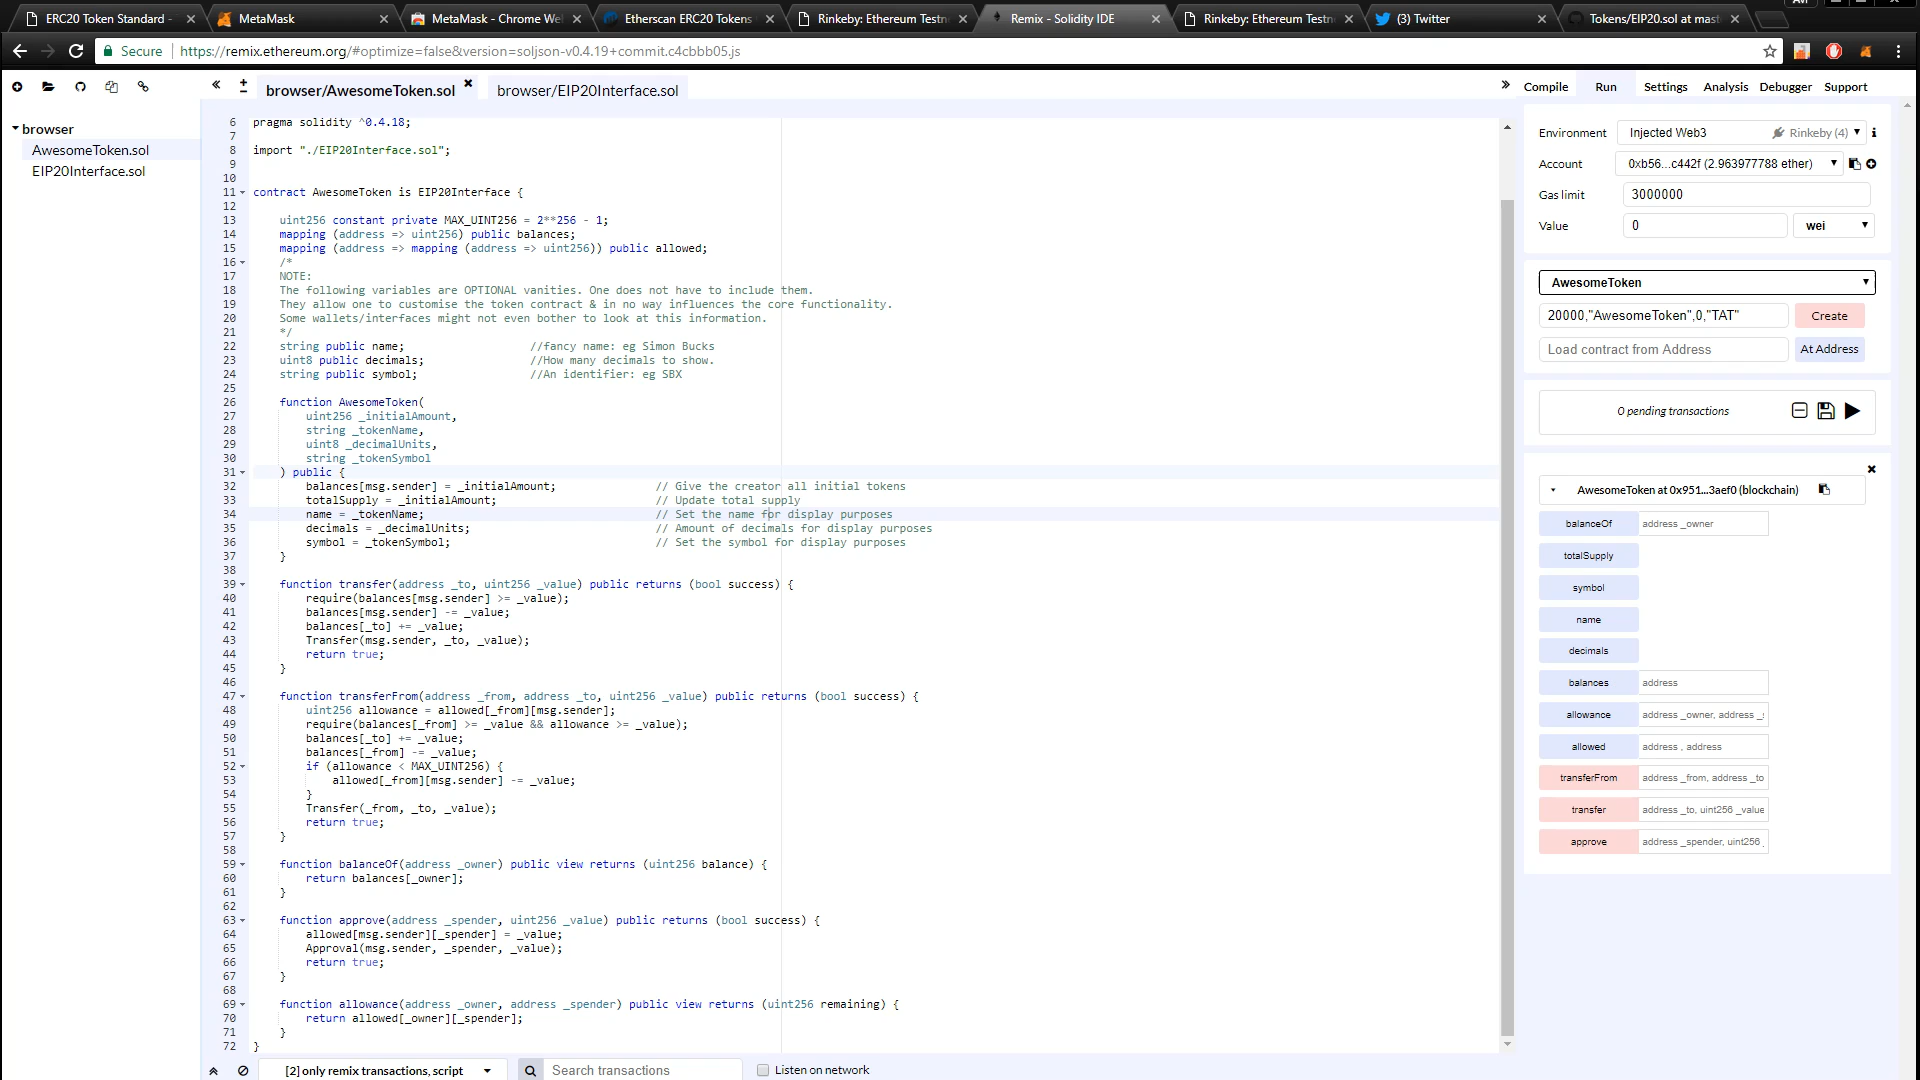 ERC20 Token Standard -
MetaMask
MetaMask - Chrome We
Etherscan ERC20 Tokens
Rinkeby: Ethereum Testn
Remix - Solidity IDE
Rinkeby: Ethereum Testn
(3) Twitter
Tokens/EIP20.sol at mast
Secure
https://remix.ethereum.org/#optimize=false&version=soljson-v0.4.19+commit.c4cbbb05.js
browser/AwesomeToken.sol
browser/EIP20Interface.sol
Compile
Run
Settings
Analysis
Debugger
Support
browser
AwesomeToken.sol
EIP20Interface.sol
6 pragma solidity ^0.4.18;
7
8 import "./EIP20Interface.sol";
9
10
11 contract AwesomeToken is EIP20Interface {
12
13 uint256 constant private MAX_UINT256 = 2**256 - 1;
14 mapping (address => uint256) public balances;
15 mapping (address => mapping (address => uint256)) public allowed;
16 /*
17 NOTE:
18 The following variables are OPTIONAL vanities. One does not have to include them.
19 They allow one to customise the token contract & in no way influences the core functionality.
20 Some wallets/interfaces might not even bother to look at this information.
21 */
22 string public name; //fancy name: eg Simon Bucks
23 uint8 public decimals; //How many decimals to show.
24 string public symbol; //An identifier: eg SBX
25
26 function AwesomeToken(
27 uint256 _initialAmount,
28 string _tokenName,
29 uint8 _decimalUnits,
30 string _tokenSymbol
31 ) public {
32 balances[msg.sender] = _initialAmount; // Give the creator all initial tokens
33 totalSupply = _initialAmount; // Update total supply
34 name = _tokenName; // Set the name for display purposes
35 decimals = _decimalUnits; // Amount of decimals for display purposes
36 symbol = _tokenSymbol; // Set the symbol for display purposes
37 }
38
39 function transfer(address _to, uint256 _value) public returns (bool success) {
40 require(balances[msg.sender] >= _value);
41 balances[msg.sender] -= _value;
42 balances[_to] += _value;
43 Transfer(msg.sender, _to, _value);
44 return true;
45 }
46
47 function transferFrom(address _from, address _to, uint256 _value) public returns (bool success) {
48 uint256 allowance = allowed[_from][msg.sender];
49 require(balances[_from] >= _value && allowance >= _value);
50 balances[_to] += _value;
51 balances[_from] -= _value;
52 if (allowance < MAX_UINT256) {
53 allowed[_from][msg.sender] -= _value;
54 }
55 Transfer(_from, _to, _value);
56 return true;
57 }
58
59 function balanceOf(address _owner) public view returns (uint256 balance) {
60 return balances[_owner];
61 }
62
63 function approve(address _spender, uint256 _value) public returns (bool success) {
64 allowed[msg.sender][_spender] = _value;
65 Approval(msg.sender, _spender, _value);
66 return true;
67 }
68
69 function allowance(address _owner, address _spender) public view returns (uint256 remaining) {
70 return allowed[_owner][_spender];
71 }
72 }
[2] only remix transactions, script
Search transactions
Listen on network
Environment Injected Web3 Rinkeby (4)
Account 0xb56...c442f (2.963977788 ether)
Gas limit 3000000
Value 0 wei
AwesomeToken
20000,"AwesomeToken",0,"TAT" Create
Load contract from Address At Address
0 pending transactions
AwesomeToken at 0x951...3aef0 (blockchain)
balanceOf address _owner
totalSupply
symbol
name
decimals
balances address
allowance address _owner, address _
allowed address , address
transferFrom address _from, address _to
transfer address _to, uint256 _value
approve address _spender, uint256